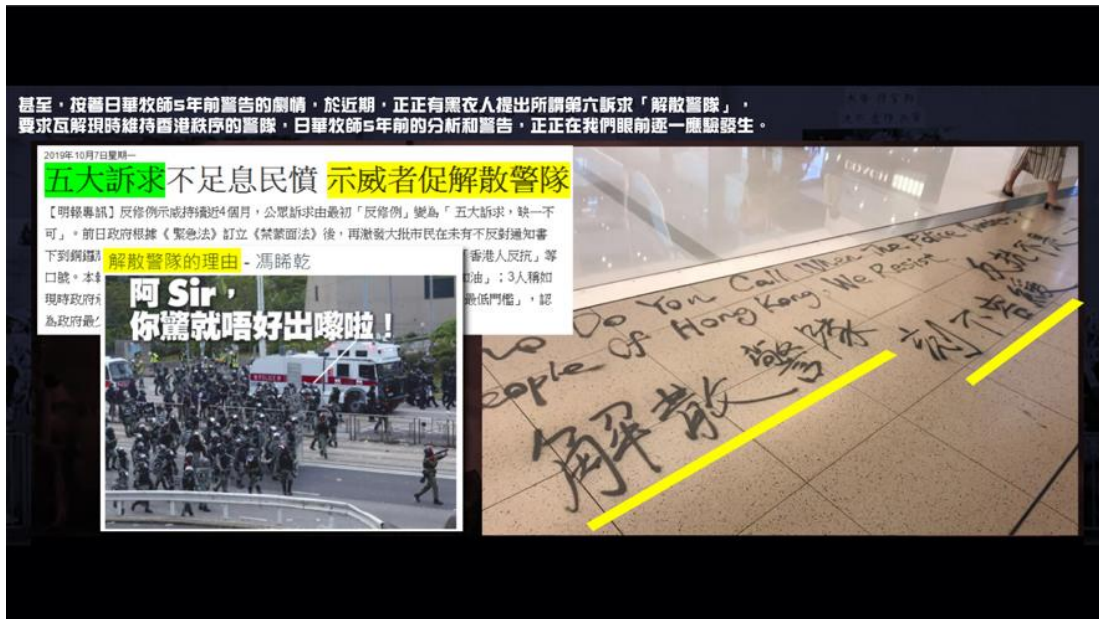 甚至,按著日華牧師5年前警告的劇情,於近期,正正有黑衣人提出所謂第六訴求「解散警隊」,
要求瓦解現時維持香港秩序的警隊,日華牧師5年前的分析和警告,正正在我們眼前逐一應驗發生。
2019年10月7日星期一
五大訴求不足息民憤 示威者促解散警隊
【明報專訊】反修例示威持續近4個月,公眾訴求由最初「反修例」變為「五大訴求,缺一不
可」。前日政府根據《緊急法》訂立《禁蒙面法》後,再激發大批市民在未有不反對通知書
下到銅鑼 香港人反抗」等
口號。本 油」;3人稱如
現時政府 最低門檻」,認
為政府最
解散警隊的理由 - 馮睎乾
阿 Sir,
你驚就唔好出嚟啦!
Do You Call When The Police Murders?
People Of Hong Kong, We Resist
解散警隊 刻不容緩